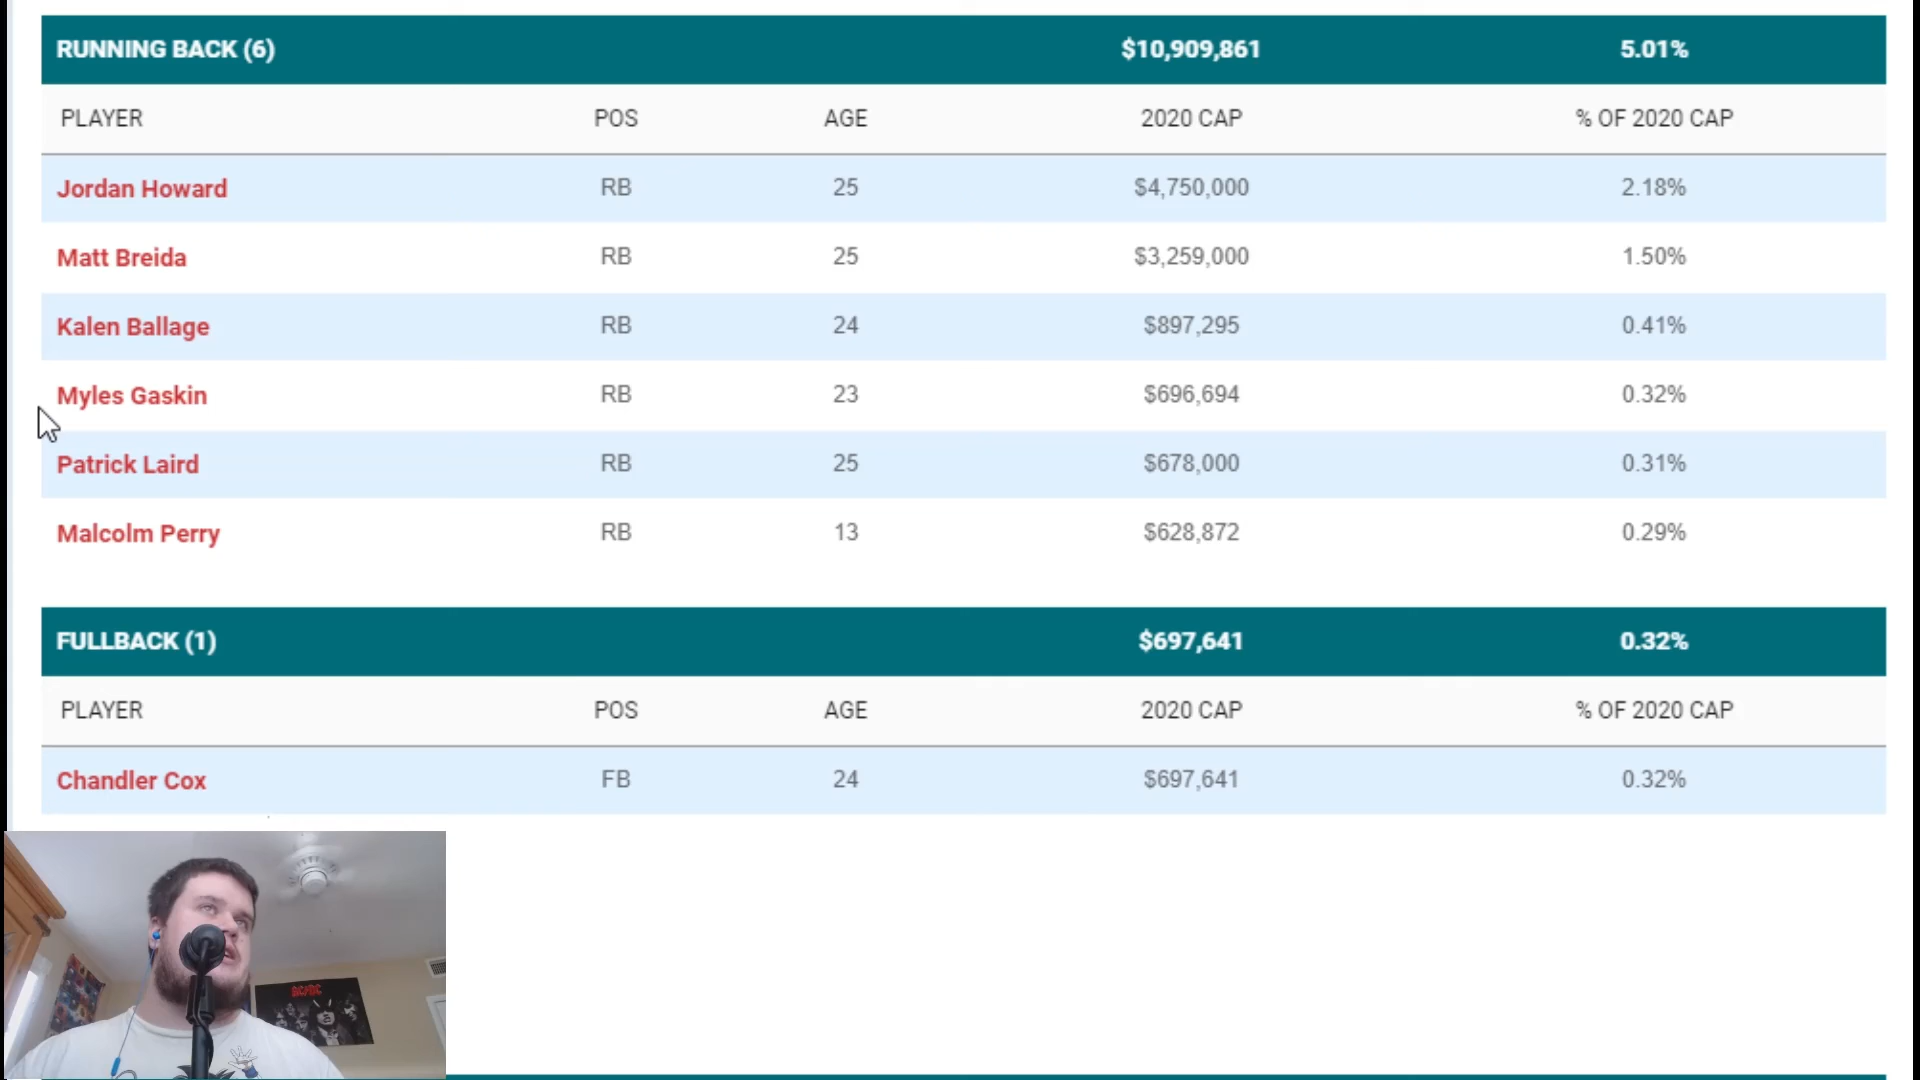 RUNNING BACK (6) $10,909,861 5.01%
PLAYER POS AGE 2020 CAP % OF 2020 CAP
Jordan Howard RB 25 $4,750,000 2.18%
Matt Breida RB 25 $3,259,000 1.50%
Kalen Ballage RB 24 $897,295 0.41%
Myles Gaskin RB 23 $696,694 0.32%
Patrick Laird RB 25 $678,000 0.31%
Malcolm Perry RB 13 $628,872 0.29%
FULLBACK (1) $697,641 0.32%
PLAYER POS AGE 2020 CAP % OF 2020 CAP
Chandler Cox FB 24 $697,641 0.32%
AC/DC